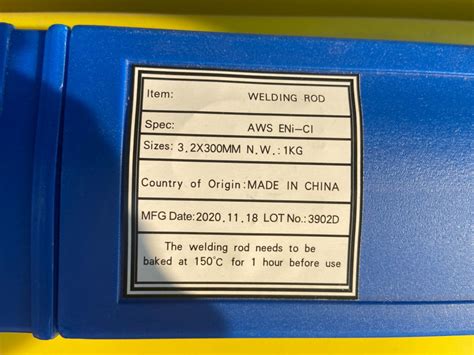 Item: WELDING ROD
Spec: AWS ENi-CI
Sizes: 3.2X300MM N.W.:1KG
Country of Origin:MADE IN CHINA
MFG Date:2020.11.18 LOT No.:3902D
The welding rod needs to be
baked at 150°C for 1 hour before use